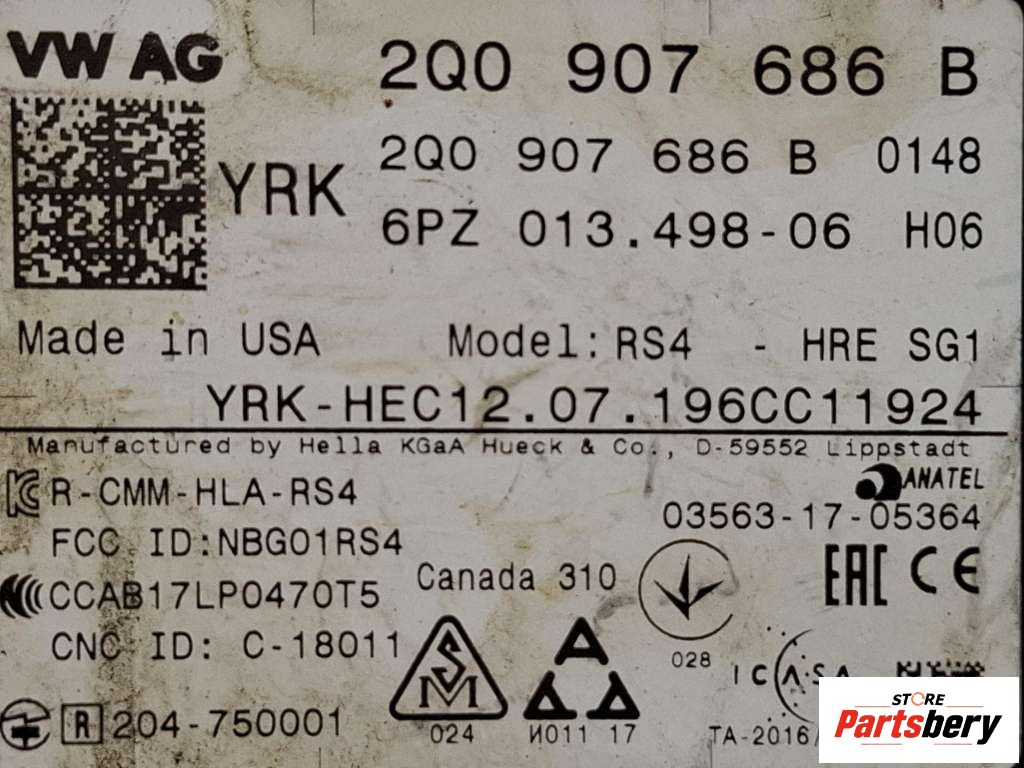 VW AG
2Q0 907 686 B
YRK
2Q0 907 686 B 0148
6PZ 013.498-06 H06
Made in USA Model: RS4 - HRE SG1
YRK-HEC12.07.196CC11924
Manufactured by Hella KGaA Hueck & Co., D-59552 Lippstadt
R-CMM-HLA-RS4
ANATEL
03563-17-05364
FCC ID:NBG01RS4
EAC CE
Canada 310
CCAB17LP0470T5
CNC ID: C-18011
028
ICASA
SM
R 204-750001
024
И011 17
TA-2016/
STORE
Partsbery